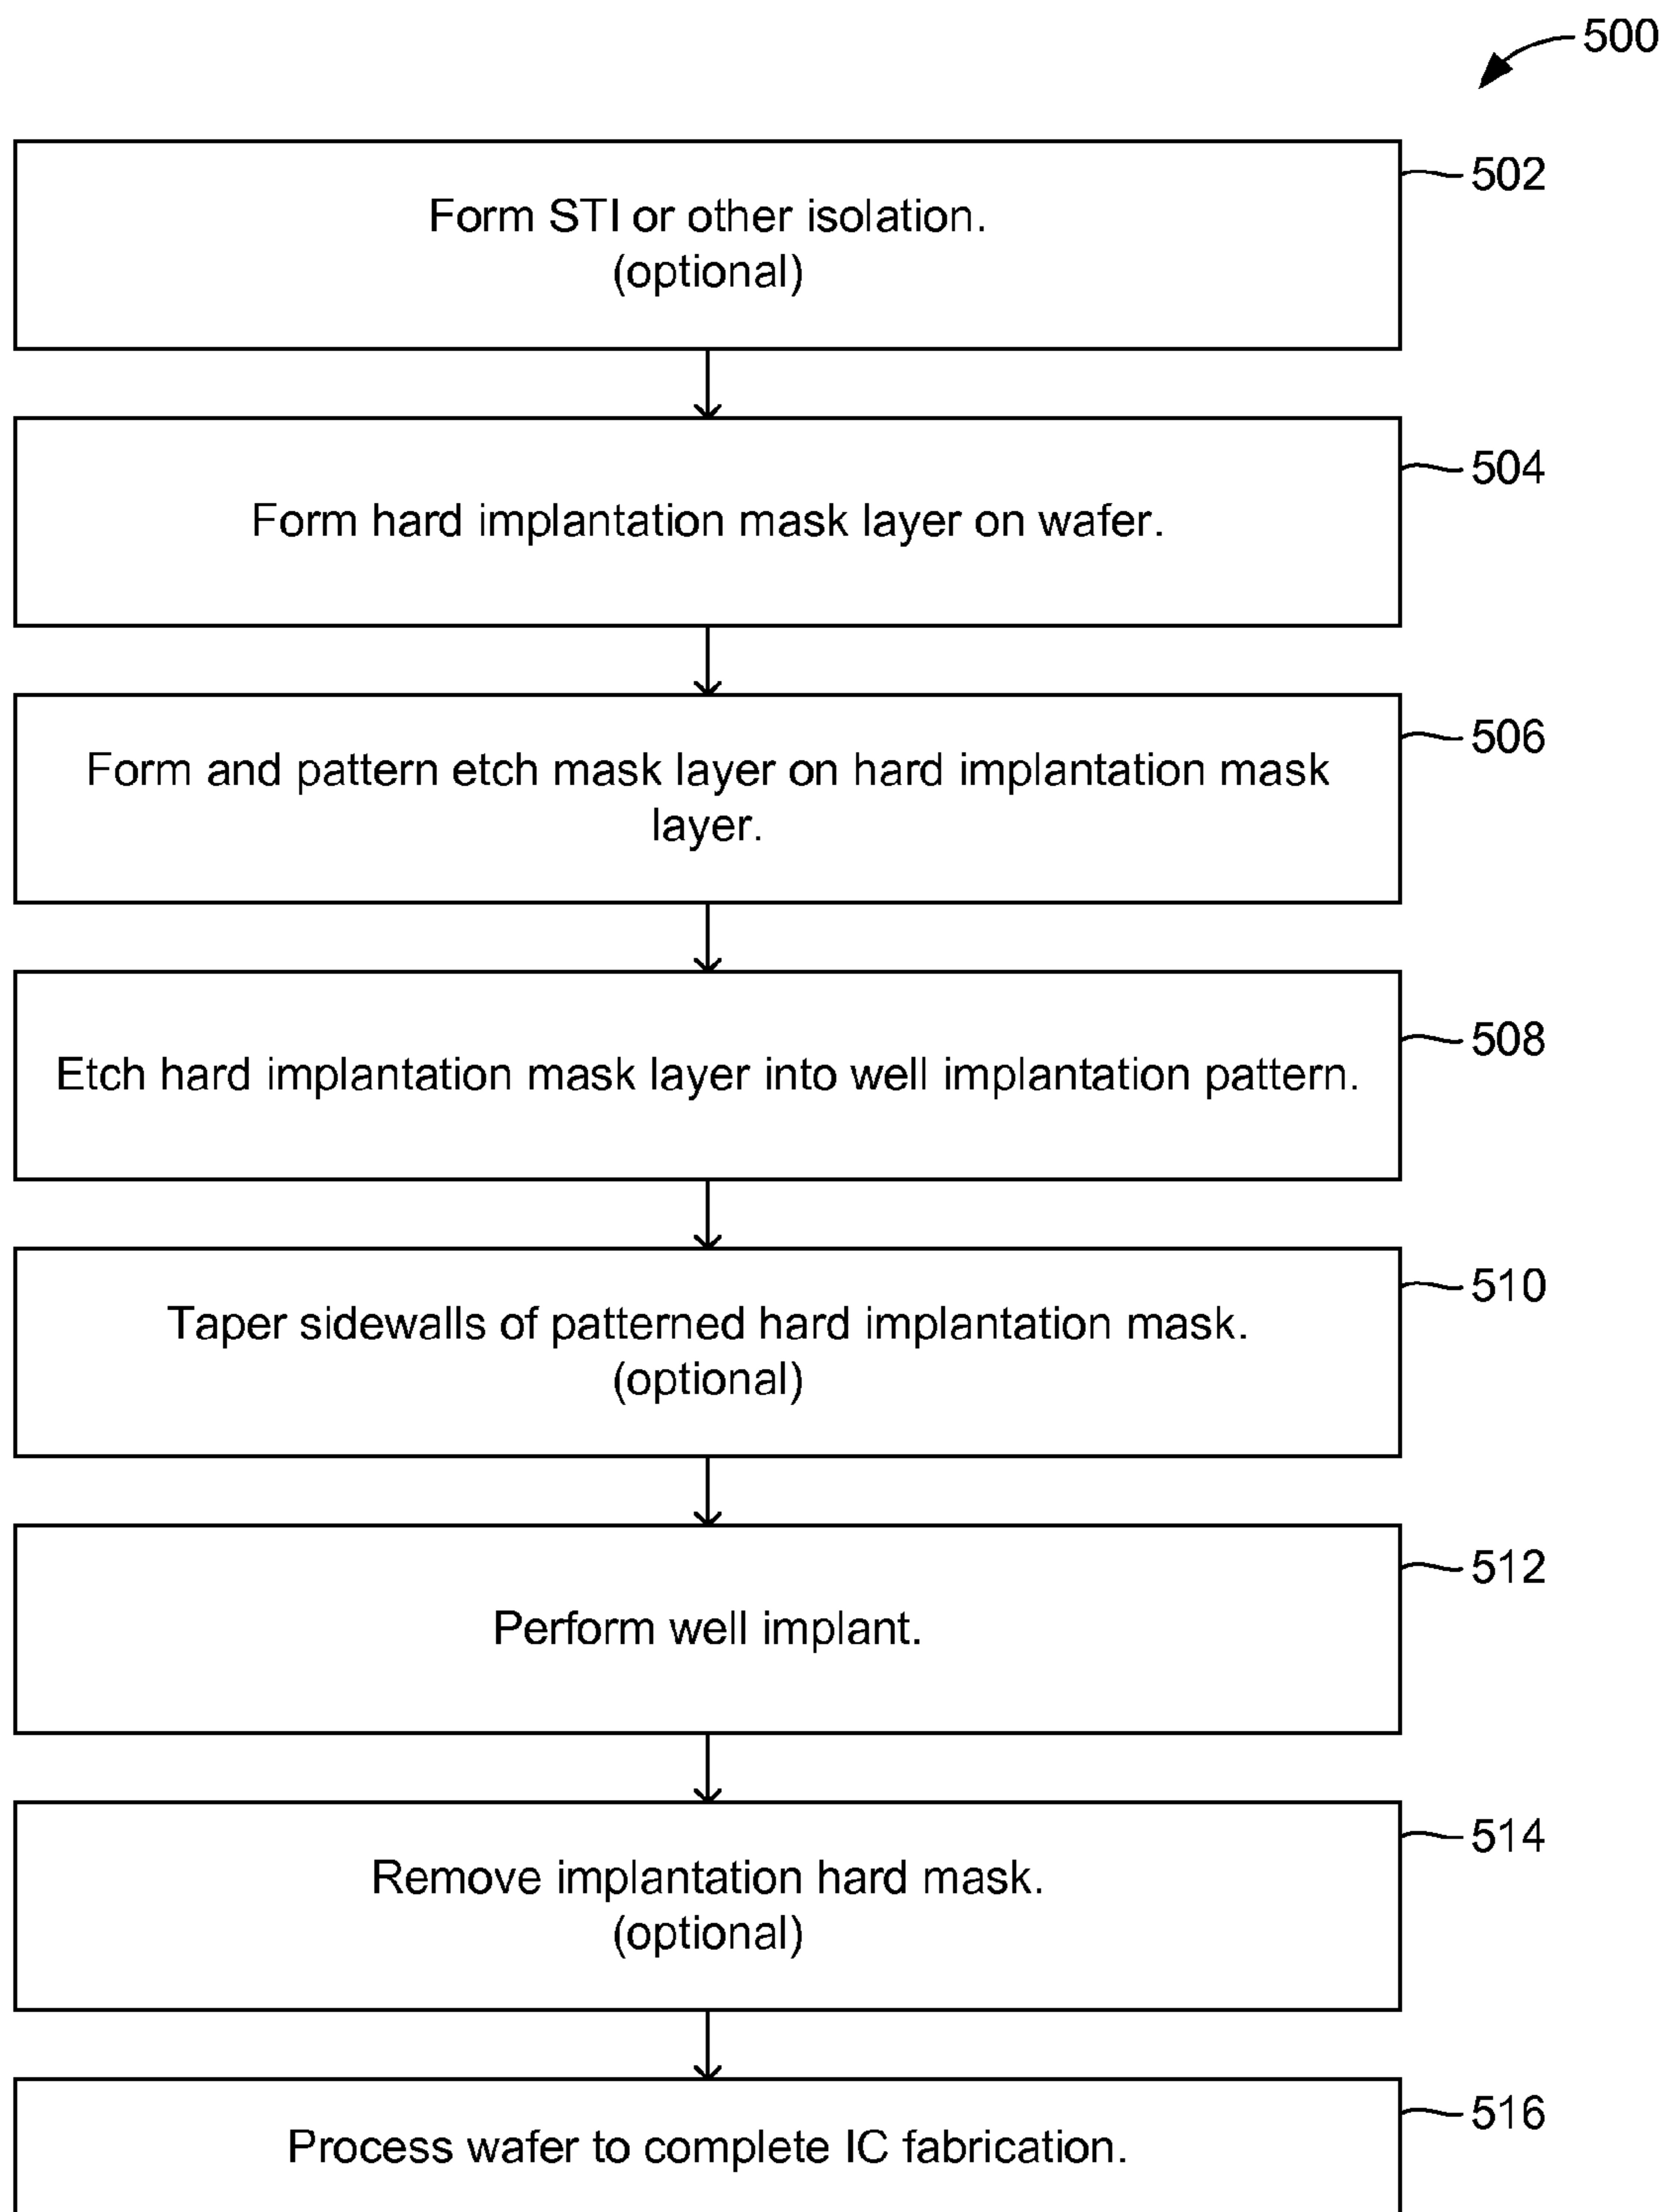 500
502
Form STI or other isolation.
(optional)
504
Form hard implantation mask layer on wafer.
506
Form and pattern etch mask layer on hard implantation mask
layer.
508
Etch hard implantation mask layer into well implantation pattern.
510
Taper sidewalls of patterned hard implantation mask.
(optional)
512
Perform well implant.
514
Remove implantation hard mask.
(optional)
516
Process wafer to complete IC fabrication.